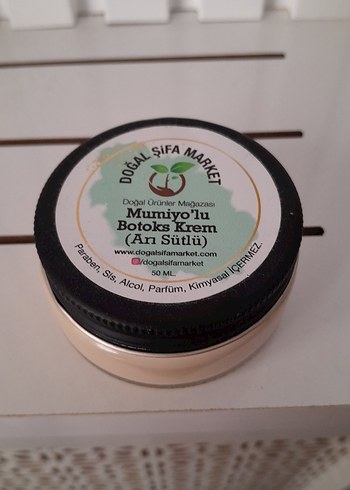 DOĞAL ŞİFA MARKET
Doğal Ürünler Mağazası
Mumiyo'lu
Botoks Krem
(Arı Sütlü)
www.dogalsifamarket.com
/dogalsifamarket
50 ML.
Paraben, Sls, Alcol, Parfüm, Kimyasal İÇERMEZ